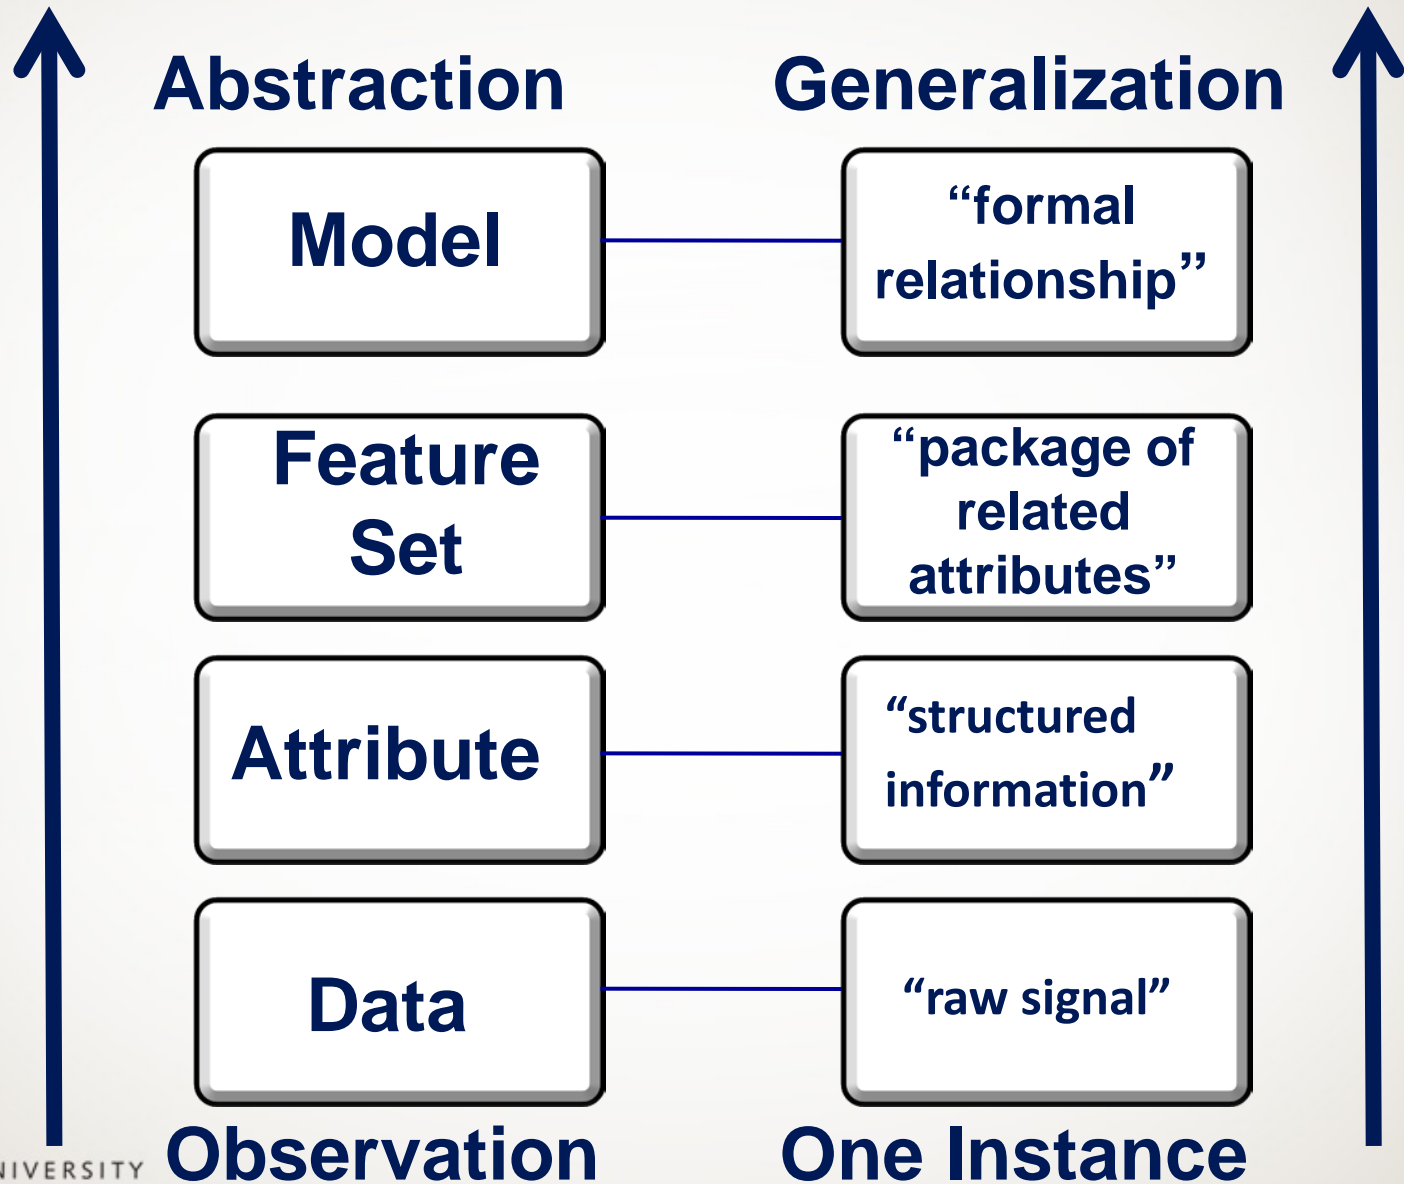 Abstraction
Generalization
Model
“formal
relationship”
Feature
Set
“package of
related
attributes”
Attribute
“structured
information”
Data
“raw signal”
Observation
One Instance
NIVERSITY